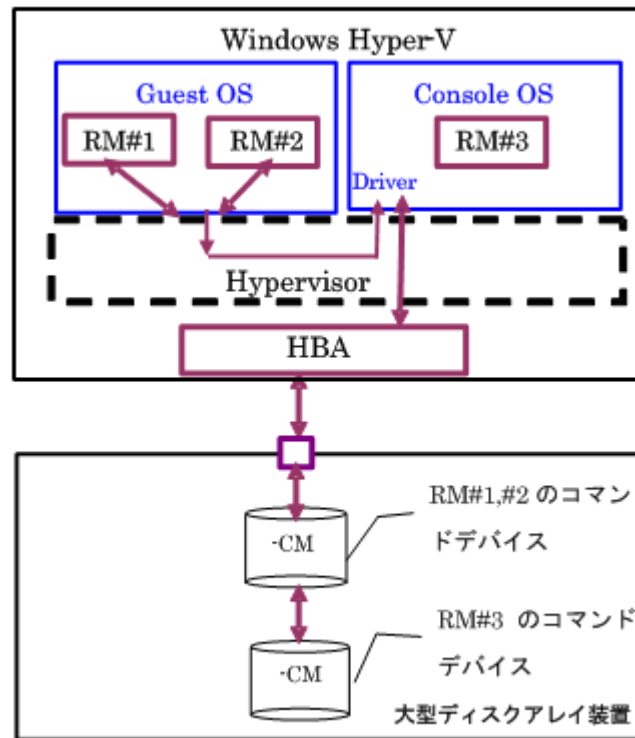 Windows Hyper-V
Guest OS
Console OS
RM#1
RM#2
RM#3
Driver
Hypervisor
HBA
RM#1,#2 のコマン
ドデバイス
-CM
RM#3 のコマンド
デバイス
-CM
大型ディスクアレイ装置